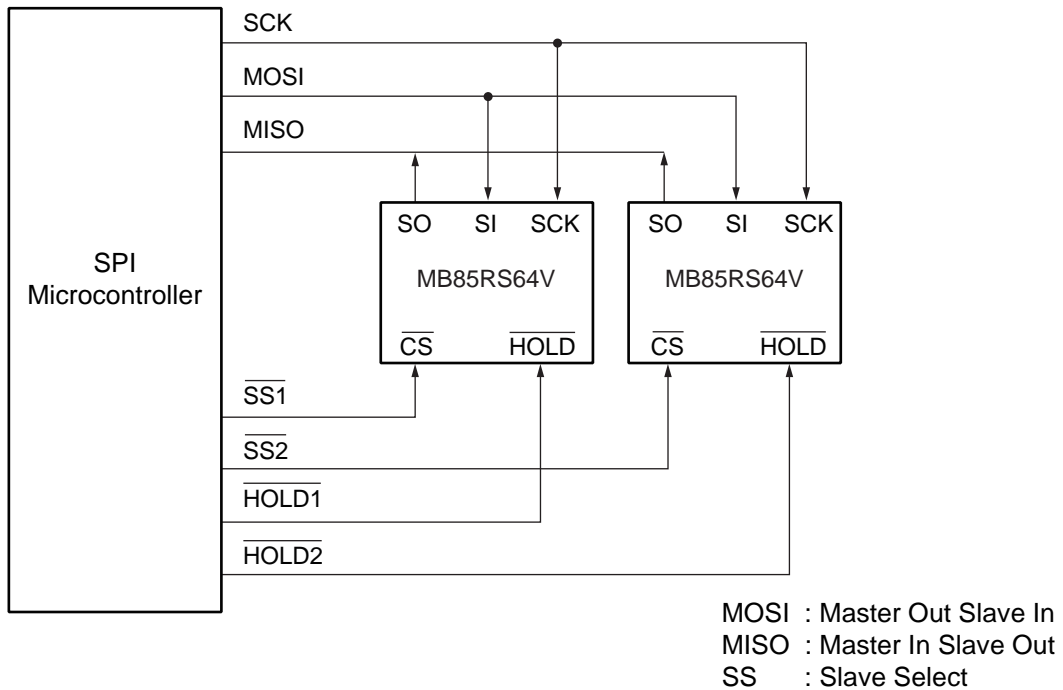 SCK
MOSI
MISO
SO SI SCK
MB85RS64V
CS HOLD
SO SI SCK
MB85RS64V
CS HOLD
SPI
Microcontroller
SS1
SS2
HOLD1
HOLD2
MOSI : Master Out Slave In
MISO : Master In Slave Out
SS : Slave Select